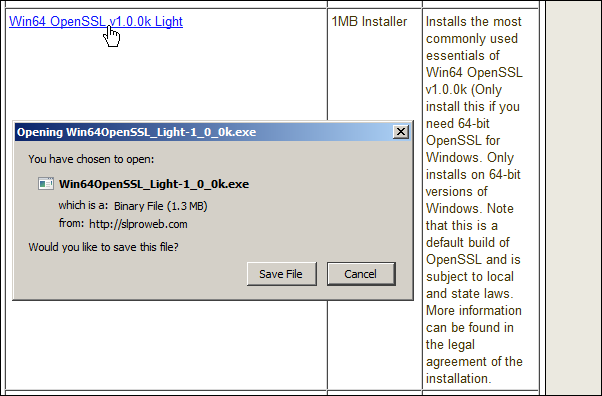 Win64 OpenSSL v1.0.0k Light
1MB Installer
Installs the most
commonly used
essentials of
Win64 OpenSSL
v1.0.0k (Only
install this if you
need 64-bit
OpenSSL for
Windows. Only
installs on 64-bit
versions of
Windows. Note
that this is a
default build of
OpenSSL and is
subject to local
and state laws.
More information
can be found in
the legal
agreement of the
installation.
Opening Win64OpenSSL_Light-1_0_0k.exe
You have chosen to open:
Win64OpenSSL_Light-1_0_0k.exe
which is a: Binary File (1.3 MB)
from: http://slproweb.com
Would you like to save this file?
Save File
Cancel